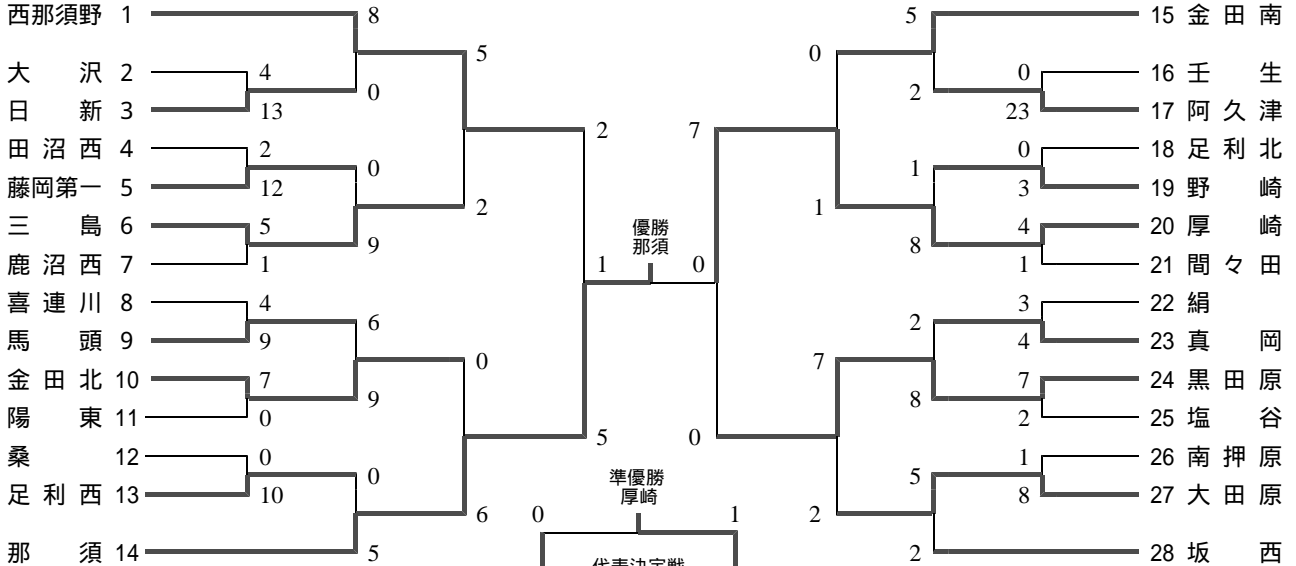 西那須野 1 8 5 15 金田南
5 0
大沢 2 4 0 16 壬生
0 2
日新 3 13 23 17 阿久津
2 7
田沼西 4 2 0 18 足利北
0 1
藤岡第一 5 12 3 19 野崎
2 1
三島 6 5 4 20 厚崎
優勝
那須
9 8
鹿沼西 7 1 1 0 1 21 間々田
喜連川 8 4 3 22 絹
6 2
馬頭 9 9 4 23 真岡
0 7
金田北 10 7 7 24 黒田原
9 8
陽東 11 0 2 25 塩谷
5 0
桑 12 0 1 26 南押原
0 5
準優勝
厚崎
足利西 13 10 8 27 大田原
6 0 1 2
那須 14 5 2 28 坂西